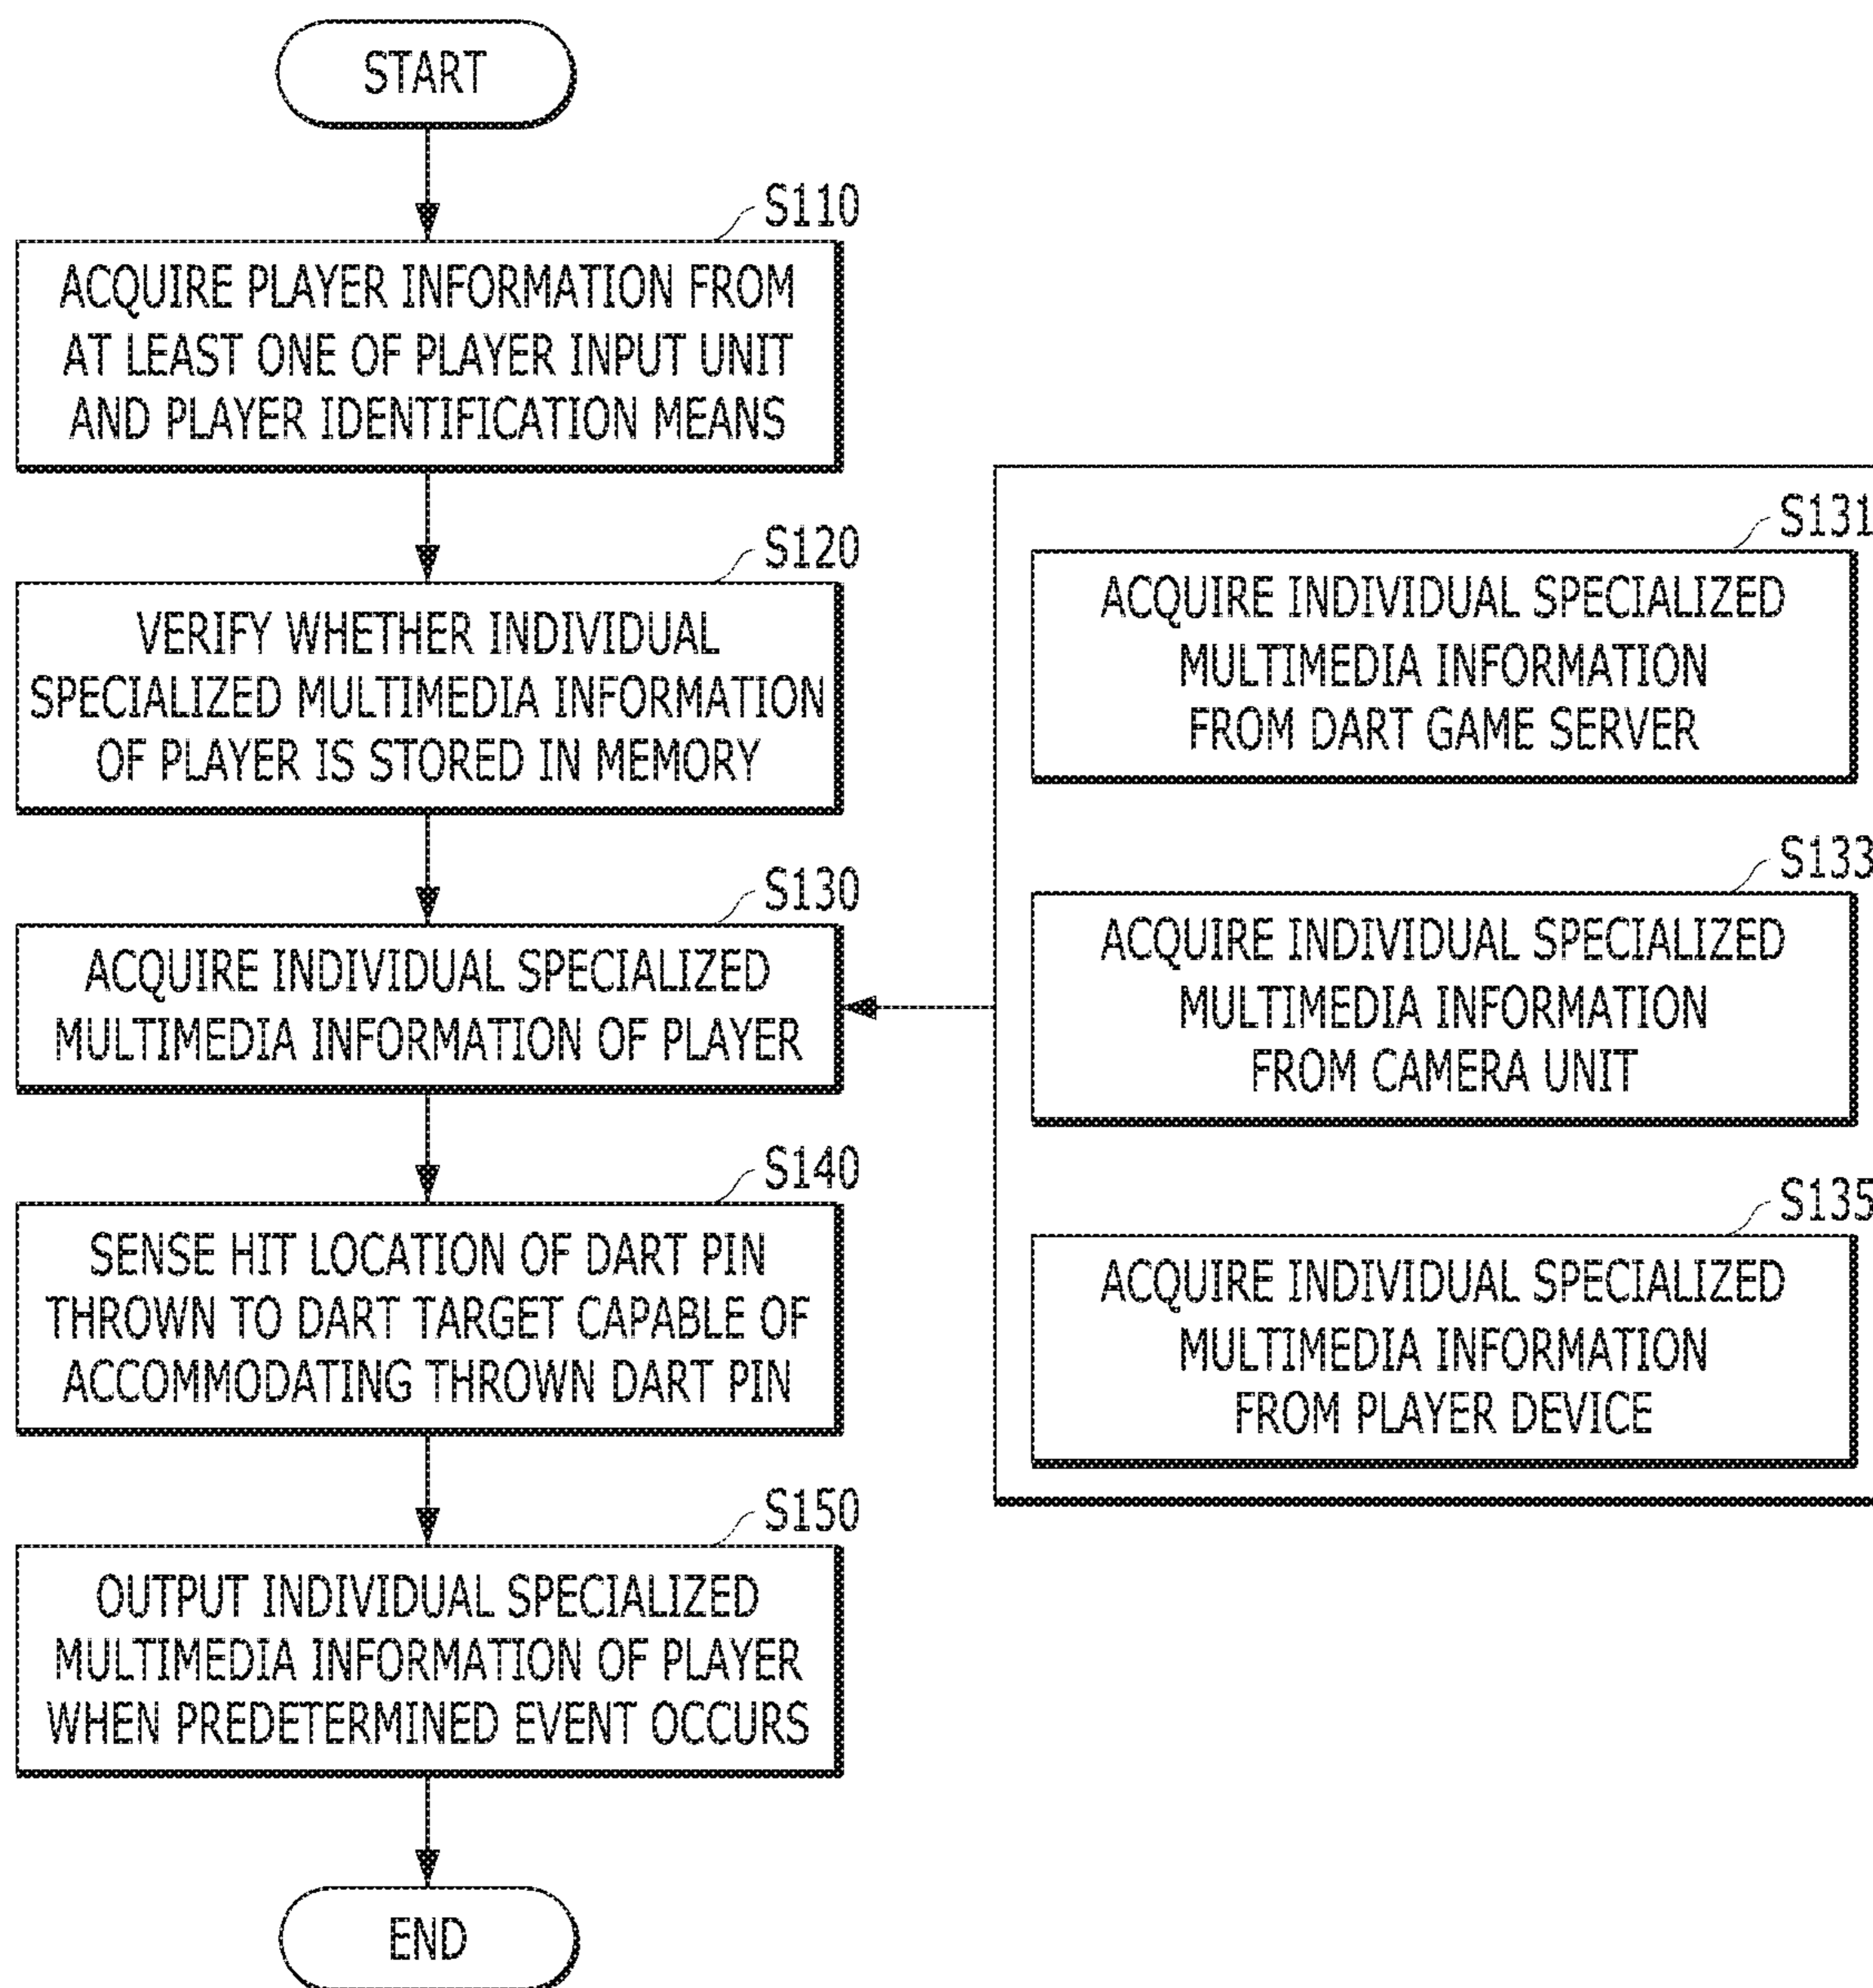 START
S110
ACQUIRE PLAYER INFORMATION FROM
AT LEAST ONE OF PLAYER INPUT UNIT
AND PLAYER IDENTIFICATION MEANS
S120
VERIFY WHETHER INDIVIDUAL
SPECIALIZED MULTIMEDIA INFORMATION
OF PLAYER IS STORED IN MEMORY
S130
ACQUIRE INDIVIDUAL SPECIALIZED
MULTIMEDIA INFORMATION OF PLAYER
S131
ACQUIRE INDIVIDUAL SPECIALIZED
MULTIMEDIA INFORMATION
FROM DART GAME SERVER
S133
ACQUIRE INDIVIDUAL SPECIALIZED
MULTIMEDIA INFORMATION
FROM CAMERA UNIT
S135
ACQUIRE INDIVIDUAL SPECIALIZED
MULTIMEDIA INFORMATION
FROM PLAYER DEVICE
S140
SENSE HIT LOCATION OF DART PIN
THROWN TO DART TARGET CAPABLE OF
ACCOMMODATING THROWN DART PIN
S150
OUTPUT INDIVIDUAL SPECIALIZED
MULTIMEDIA INFORMATION OF PLAYER
WHEN PREDETERMINED EVENT OCCURS
END